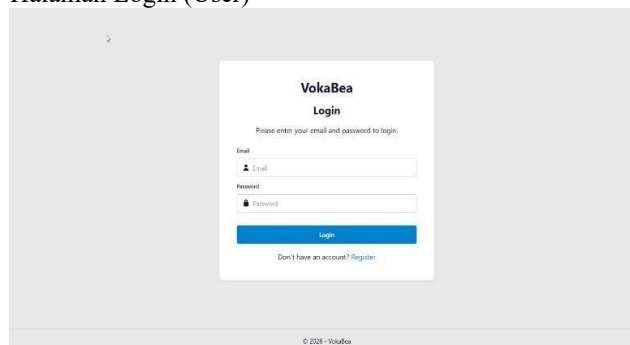 Halaman Login (User)
VokaBea
Login
Please enter your email and password to login.
Email
Email
Password
Password
Login
Don't have an account? Register
© 2026 - VokaBea